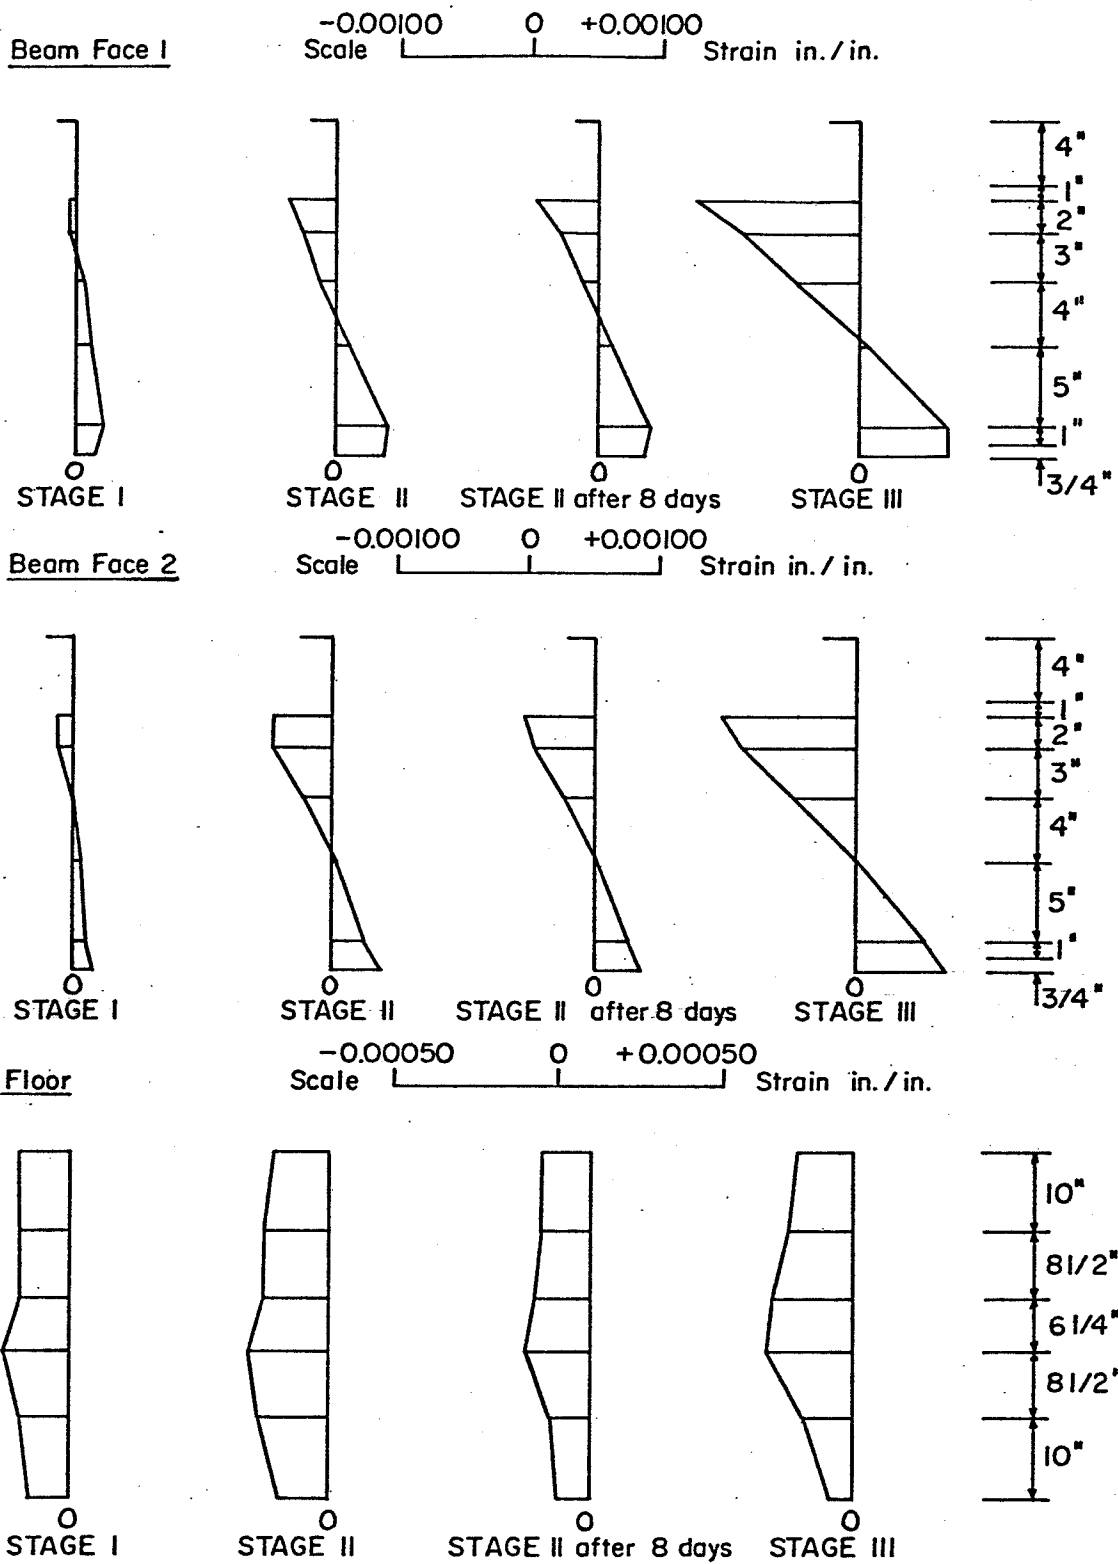 -0.00100 0 +0.00100
Beam Face 1 Scale Strain in./in.
4"
1"
2"
3"
4"
5"
1"
3/4"
0 0 0 0
STAGE I STAGE II STAGE II after 8 days STAGE III
-0.00100 0 +0.00100
Beam Face 2 Scale Strain in./in.
4"
1"
2"
3"
4"
5"
1"
3/4"
0 0 0 0
STAGE I STAGE II STAGE II after 8 days STAGE III
-0.00050 0 +0.00050
Floor Scale Strain in./in.
10"
8 1/2"
6 1/4"
8 1/2"
10"
0 0 0 0
STAGE I STAGE II STAGE II after 8 days STAGE III